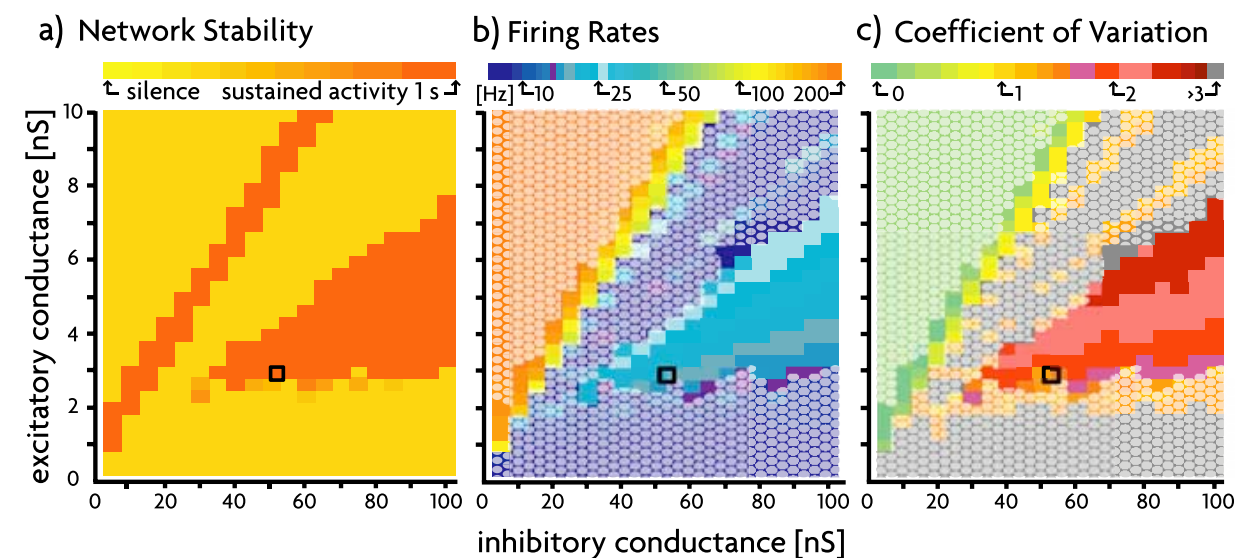 a) Network Stability
b) Firing Rates
c) Coefficient of Variation
silence sustained activity 1 s
[Hz] 10 25 50 100 200
0 1 2 >3
excitatory conductance [nS]
10
8
6
4
2
0
0 20 40 60 80 100
0 20 40 60 80 100
0 20 40 60 80 100
inhibitory conductance [nS]